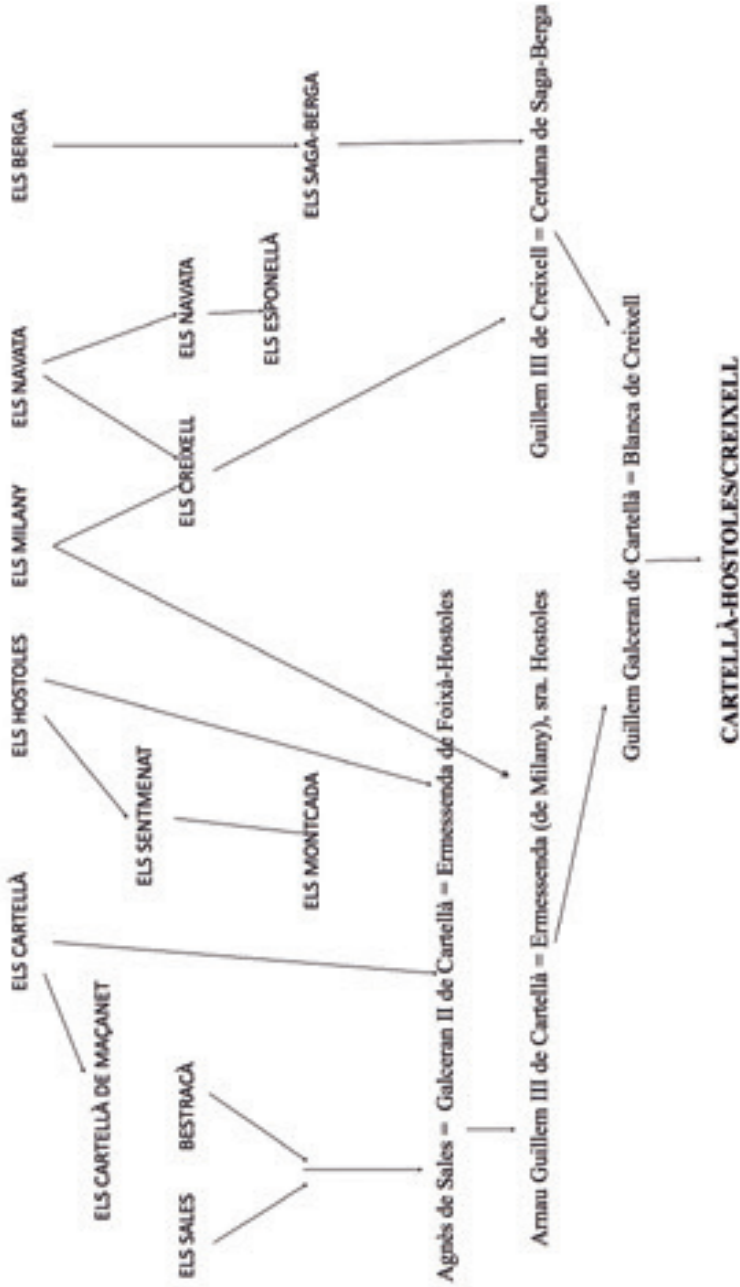 ELS CARTELLÀ
ELS HOSTOLES
ELS MILANY
ELS NAVATA
ELS BERGA
ELS CARTELLÀ DE MAÇANET
ELS SENTMENAT
ELS SALES
BESTRACÀ
ELS CREIXELL
ELS NAVATA
ELS ESPONELLÀ
ELS MONTCADA
ELS SAGA-BERGA
Agnès de Sales = Galceran II de Cartellà = Ermessenda de Foixà-Hostoles
Arnau Guillem III de Cartellà = Ermessenda (de Milany), sra. Hostoles
Guillem III de Creixell = Cerdana de Saga-Berga
Guillem Galceran de Cartellà = Blanca de Creixell
CARTELLÀ-HOSTOLES/CREIXELL